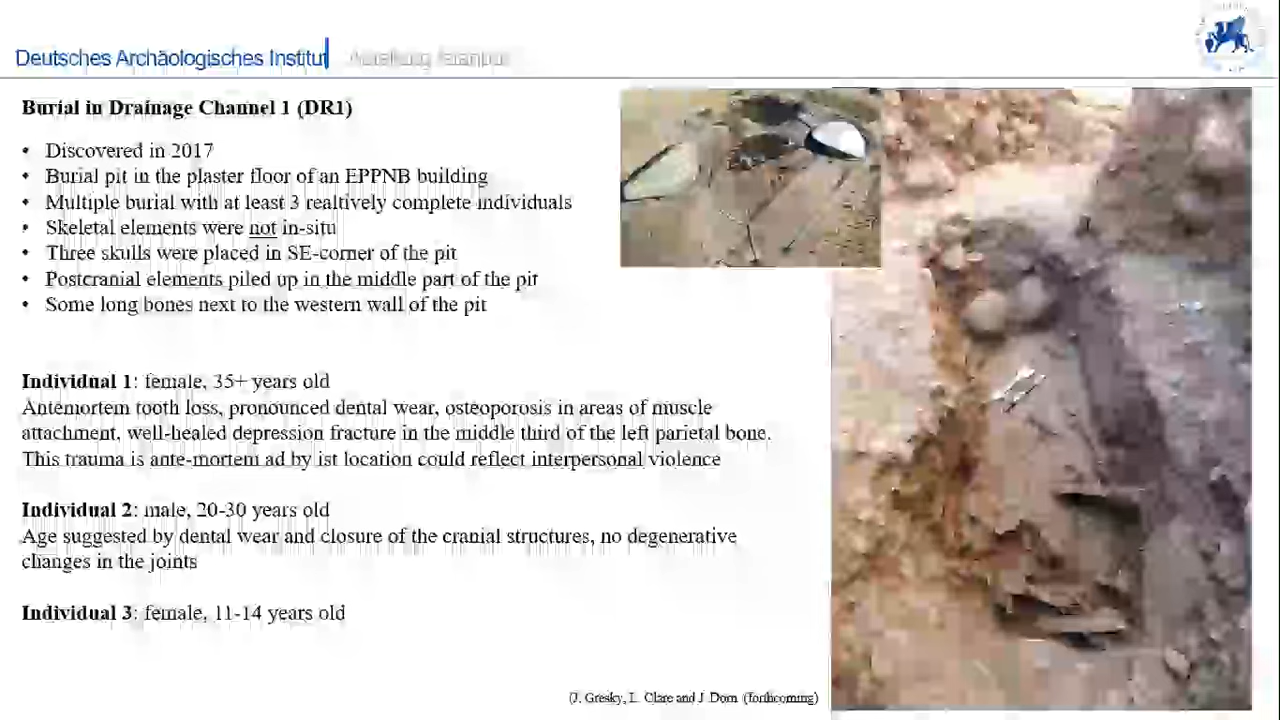 Deutsches Archäologisches Institut Abteilung Istanbul
Burial in Drainage Channel 1 (DR1)
• Discovered in 2017
• Burial pit in the plaster floor of an EPPNB building
• Multiple burial with at least 3 realtively complete individuals
• Skeletal elements were not in-situ
• Three skulls were placed in SE-corner of the pit
• Postcranial elements piled up in the middle part of the pit
• Some long bones next to the western wall of the pit
Individual 1: female, 35+ years old
Antemortem tooth loss, pronounced dental wear, osteoporosis in areas of muscle
attachment, well-healed depression fracture in the middle third of the left parietal bone.
This trauma is ante-mortem ad by ist location could reflect interpersonal violence
Individual 2: male, 20-30 years old
Age suggested by dental wear and closure of the cranial structures, no degenerative
changes in the joints
Individual 3: female, 11-14 years old
(J. Gresky, L. Clare and J. Dorn (forthcoming)